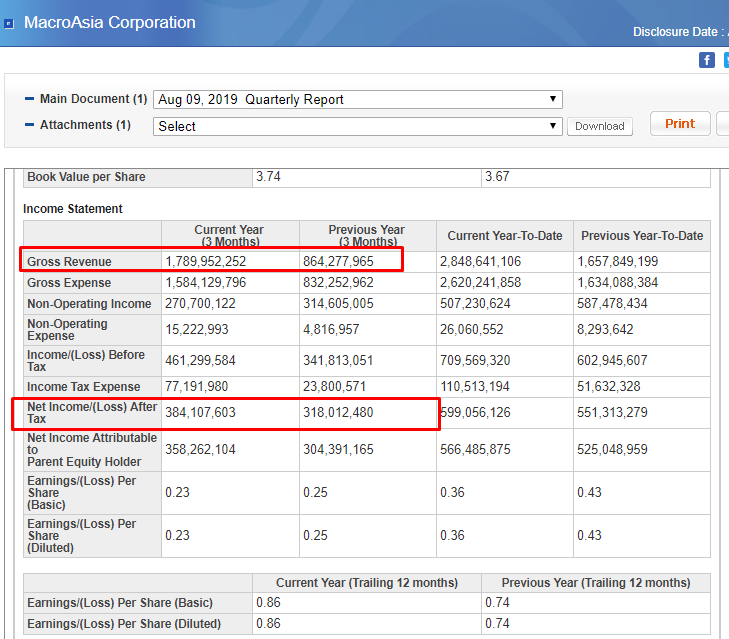 MacroAsia Corporation
Disclosure Date :
Main Document (1) Aug 09, 2019 Quarterly Report
Attachments (1) Select Download Print
Book Value per Share 3.74 3.67
Income Statement
Current Year (3 Months) Previous Year (3 Months) Current Year-To-Date Previous Year-To-Date
Gross Revenue 1,789,952,252 864,277,965 2,848,641,106 1,657,849,199
Gross Expense 1,584,129,796 832,252,962 2,620,241,858 1,634,088,384
Non-Operating Income 270,700,122 314,605,005 507,230,624 587,478,434
Non-Operating Expense 15,222,993 4,816,957 26,060,552 8,293,642
Income/(Loss) Before Tax 461,299,584 341,813,051 709,569,320 602,945,607
Income Tax Expense 77,191,980 23,800,571 110,513,194 51,632,328
Net Income/(Loss) After Tax 384,107,603 318,012,480 599,056,126 551,313,279
Net Income Attributable to Parent Equity Holder 358,262,104 304,391,165 566,485,875 525,048,959
Earnings/(Loss) Per Share (Basic) 0.23 0.25 0.36 0.43
Earnings/(Loss) Per Share (Diluted) 0.23 0.25 0.36 0.43
Current Year (Trailing 12 months) Previous Year (Trailing 12 months)
Earnings/(Loss) Per Share (Basic) 0.86 0.74
Earnings/(Loss) Per Share (Diluted) 0.86 0.74